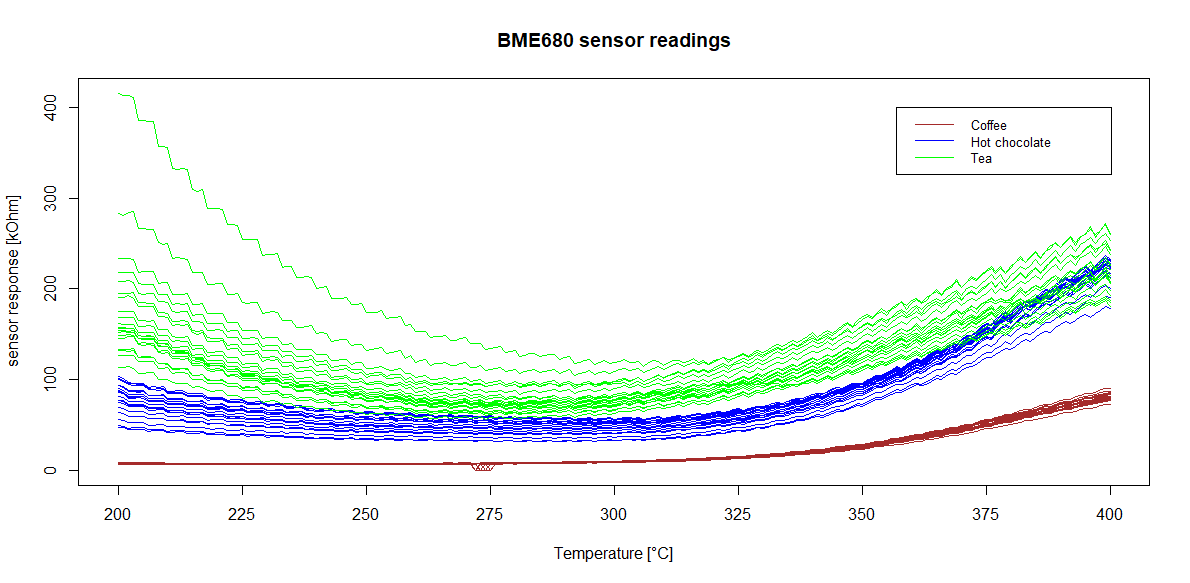 BME680 sensor readings
sensor response [kOhm]
400
300
200
100
0
Coffee
Hot chocolate
Tea
200 225 250 275 300 325 350 375 400
Temperature [°C]